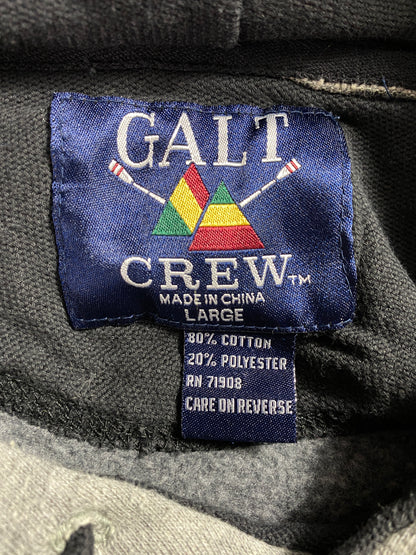 GALT
CREW™
MADE IN CHINA
LARGE
80% COTTON
20% POLYESTER
RN 71908
CARE ON REVERSE